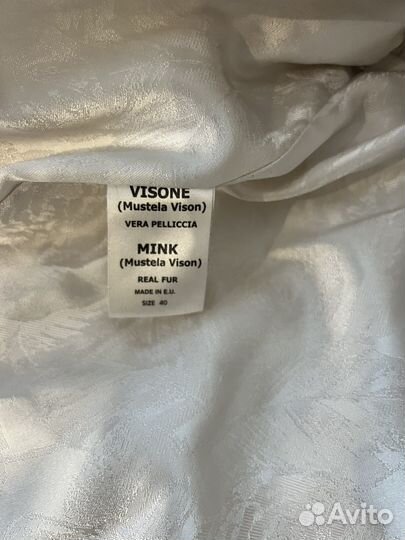 VISONE
(Mustela Vison)
VERA PELLICCIA
MINK
(Mustela Vison)
REAL FUR
MADE IN E.U.
SIZE 40
Avito